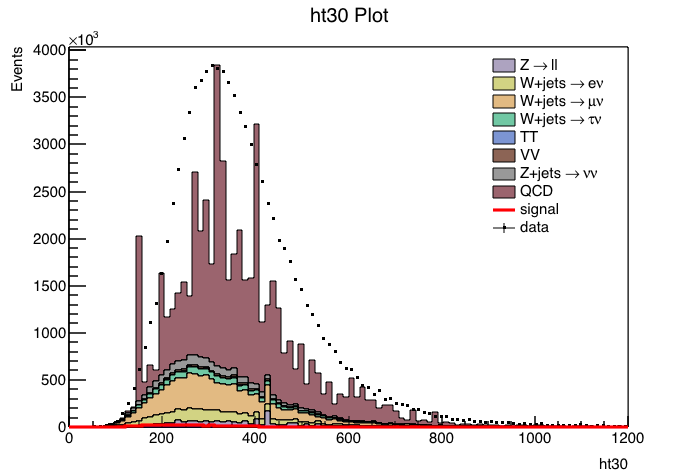 ht30 Plot
×10³
Events
4000
3500
3000
2500
2000
1500
1000
500
0
0 200 400 600 800 1000 1200
ht30
Z→ll
W+jets→eν
W+jets→μν
W+jets→τν
TT
VV
Z+jets→νν
QCD
signal
data